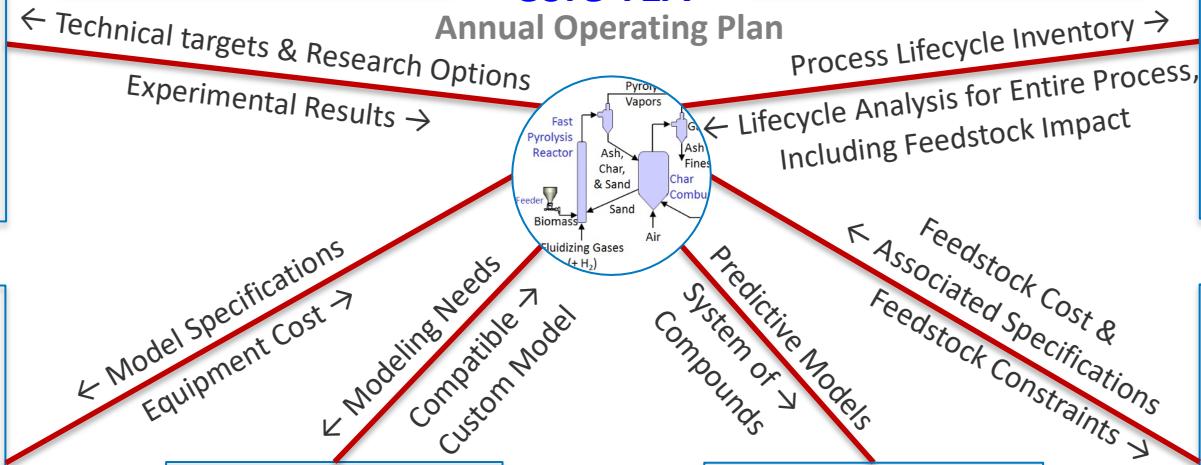 Annual Operating Plan
← Technical targets & Research Options
Experimental Results →
Process Lifecycle Inventory →
← Lifecycle Analysis for Entire Process,
Including Feedstock Impact
Vapors
Fast
Pyrolysis
Reactor
Ash,
Char,
& Sand
Ash
Fines
Char
Feeder
Biomass
Sand
Air
Fluidizing Gases
(+ H₂)
← Model Specifications
Equipment Cost →
← Modeling Needs
Compatible →
Custom Model
Predictive Models
System of →
Compounds
Feedstock Cost &
← Associated Specifications
Feedstock Constraints →